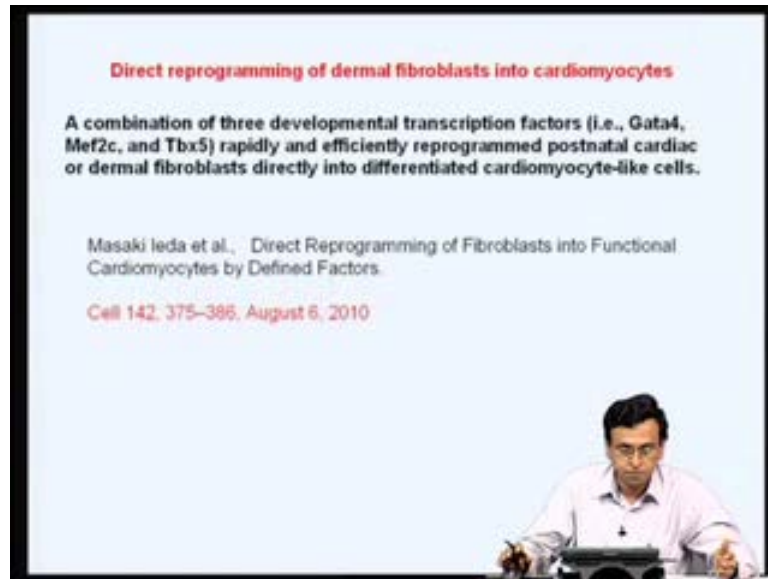 Direct reprogramming of dermal fibroblasts into cardiomyocytes
A combination of three developmental transcription factors (i.e., Gata4,
Mef2c, and Tbx5) rapidly and efficiently reprogrammed postnatal cardiac
or dermal fibroblasts directly into differentiated cardiomyocyte-like cells.
Masaki Ieda et al., Direct Reprogramming of Fibroblasts into Functional
Cardiomyocytes by Defined Factors.
Cell 142, 375–386, August 6, 2010